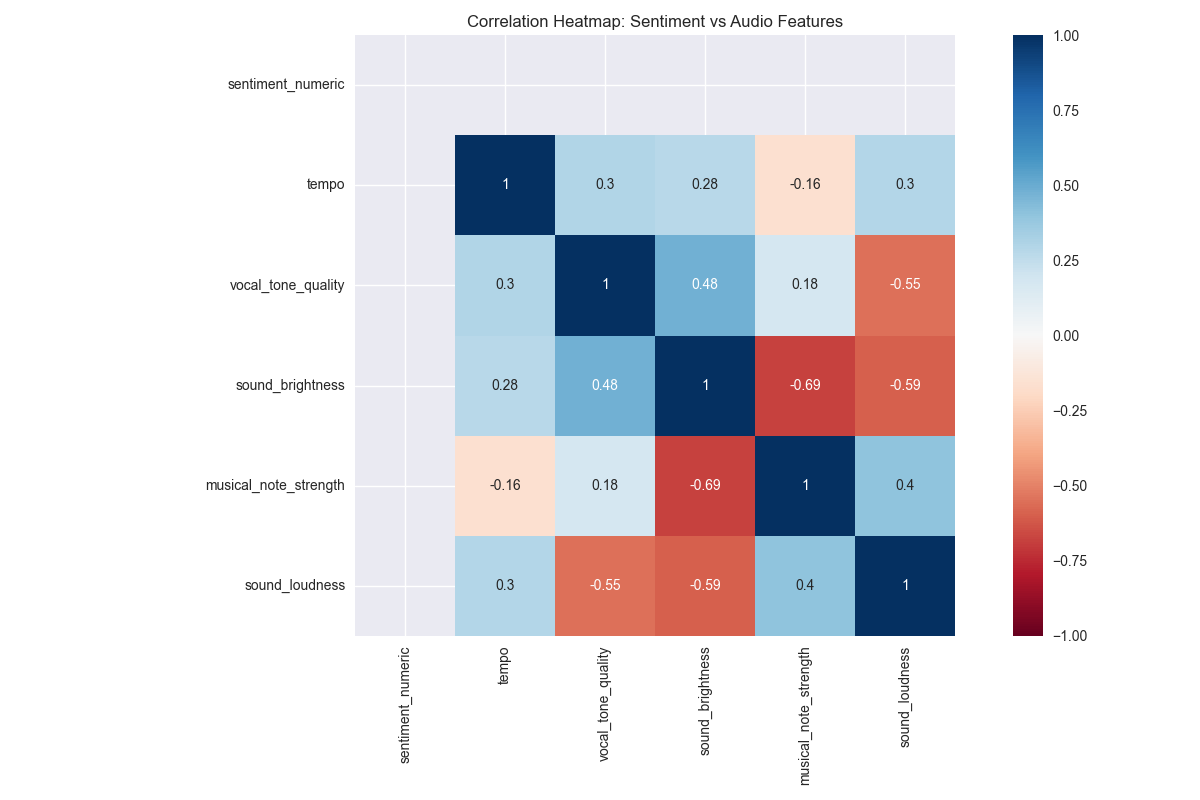 Correlation Heatmap: Sentiment vs Audio Features
sentiment_numeric
tempo
1 0.3 0.28 -0.16 0.3
vocal_tone_quality
0.3 1 0.48 0.18 -0.55
sound_brightness
0.28 0.48 1 -0.69 -0.59
musical_note_strength
-0.16 0.18 -0.69 1 0.4
sound_loudness
0.3 -0.55 -0.59 0.4 1
sentiment_numeric
tempo
vocal_tone_quality
sound_brightness
musical_note_strength
sound_loudness
1.00
0.75
0.50
0.25
0.00
−0.25
−0.50
−0.75
−1.00